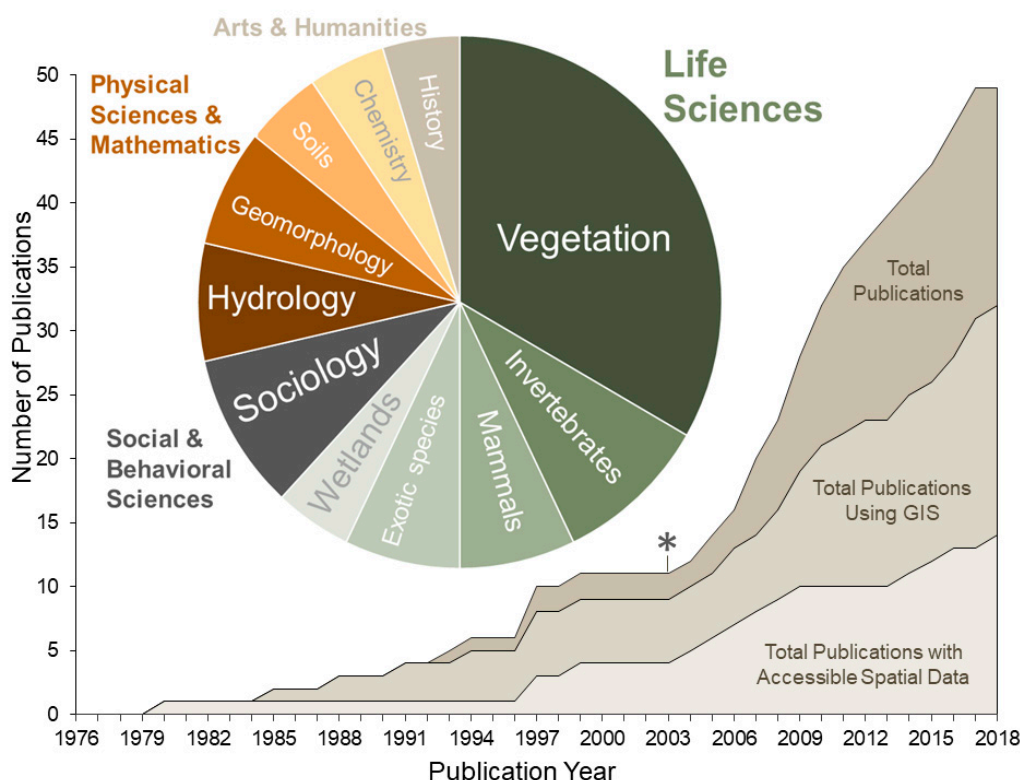 Arts & Humanities
Life
Sciences
Physical
Sciences &
Mathematics
Social &
Behavioral
Sciences
History
Chemistry
Soils
Geomorphology
Hydrology
Sociology
Wetlands
Exotic species
Mammals
Invertebrates
Vegetation
Number of Publications
50
45
40
35
30
25
20
15
10
5
0
Total
Publications
Total Publications
Using GIS
Total Publications with
Accessible Spatial Data
*
1976 1979 1982 1985 1988 1991 1994 1997 2000 2003 2006 2009 2012 2015 2018
Publication Year